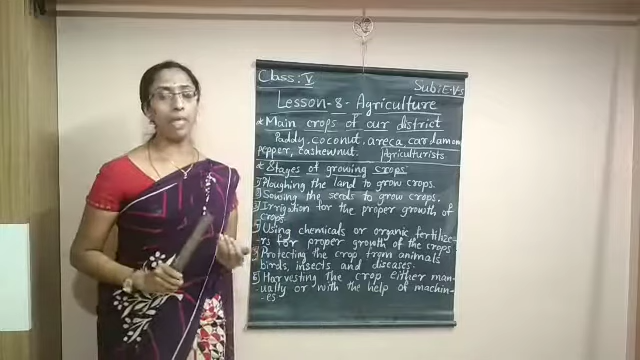 Class: V
Sub: E.V.S
Lesson-8- Agriculture
* Main crops of our district
Paddy, coconut, areca, cardamom
pepper, cashewnut.
Agriculturists
* Stages of growing crops
1) Ploughing the land to grow crops.
2) Sowing the seeds to grow crops.
3) Irrigation for the proper growth of
crops
4) Using chemicals or organic fertilize-
rs for proper growth of the crops
5) Protecting the crop from animals
birds, insects and diseases.
6) Harvesting the crop either man-
-ually or with the help of machin-
-es